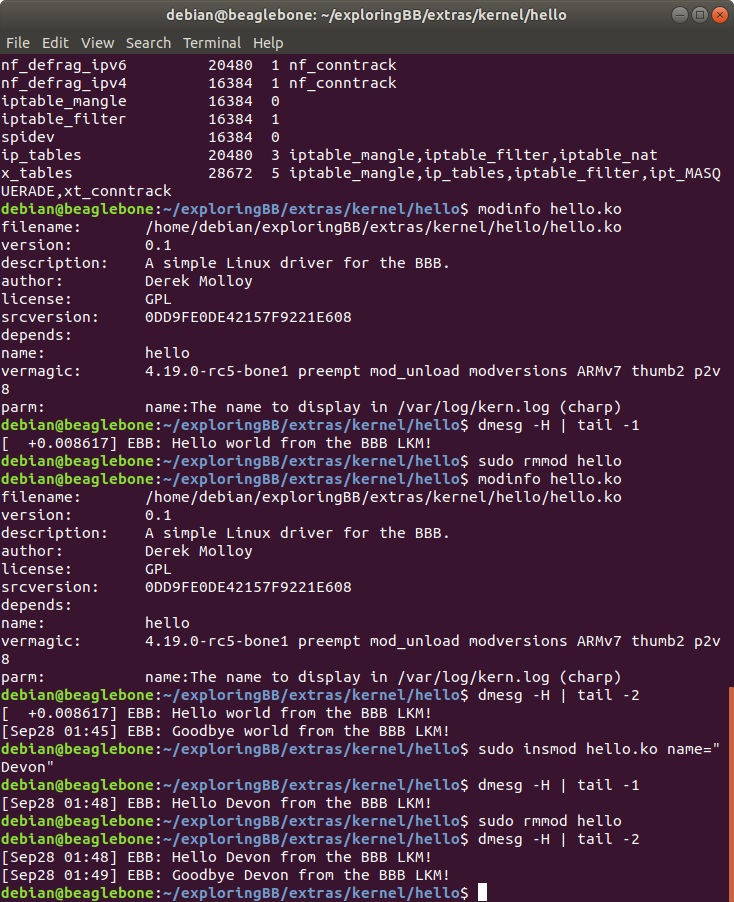 debian@beaglebone: ~/exploringBB/extras/kernel/hello
File Edit View Search Terminal Help
nf_defrag_ipv6         20480  1 nf_conntrack
nf_defrag_ipv4         16384  1 nf_conntrack
iptable_mangle         16384  0
iptable_filter         16384  1
spidev                 16384  0
ip_tables              20480  3 iptable_mangle,iptable_filter,iptable_nat
x_tables               28672  5 iptable_mangle,ip_tables,iptable_filter,ipt_MASQ
UERADE,xt_conntrack
debian@beaglebone:~/exploringBB/extras/kernel/hello$ modinfo hello.ko
filename:       /home/debian/exploringBB/extras/kernel/hello/hello.ko
version:        0.1
description:    A simple Linux driver for the BBB.
author:         Derek Molloy
license:        GPL
srcversion:     0DD9FE0DE42157F9221E608
depends:
name:           hello
vermagic:       4.19.0-rc5-bone1 preempt mod_unload modversions ARMv7 thumb2 p2v
8
parm:           name:The name to display in /var/log/kern.log (charp)
debian@beaglebone:~/exploringBB/extras/kernel/hello$ dmesg -H | tail -1
[  +0.008617] EBB: Hello world from the BBB LKM!
debian@beaglebone:~/exploringBB/extras/kernel/hello$ sudo rmmod hello
debian@beaglebone:~/exploringBB/extras/kernel/hello$ modinfo hello.ko
filename:       /home/debian/exploringBB/extras/kernel/hello/hello.ko
version:        0.1
description:    A simple Linux driver for the BBB.
author:         Derek Molloy
license:        GPL
srcversion:     0DD9FE0DE42157F9221E608
depends:
name:           hello
vermagic:       4.19.0-rc5-bone1 preempt mod_unload modversions ARMv7 thumb2 p2v
8
parm:           name:The name to display in /var/log/kern.log (charp)
debian@beaglebone:~/exploringBB/extras/kernel/hello$ dmesg -H | tail -2
[  +0.008617] EBB: Hello world from the BBB LKM!
[Sep28 01:45] EBB: Goodbye world from the BBB LKM!
debian@beaglebone:~/exploringBB/extras/kernel/hello$ sudo insmod hello.ko name="
Devon"
debian@beaglebone:~/exploringBB/extras/kernel/hello$ dmesg -H | tail -1
[Sep28 01:48] EBB: Hello Devon from the BBB LKM!
debian@beaglebone:~/exploringBB/extras/kernel/hello$ sudo rmmod hello
debian@beaglebone:~/exploringBB/extras/kernel/hello$ dmesg -H | tail -2
[Sep28 01:48] EBB: Hello Devon from the BBB LKM!
[Sep28 01:49] EBB: Goodbye Devon from the BBB LKM!
debian@beaglebone:~/exploringBB/extras/kernel/hello$